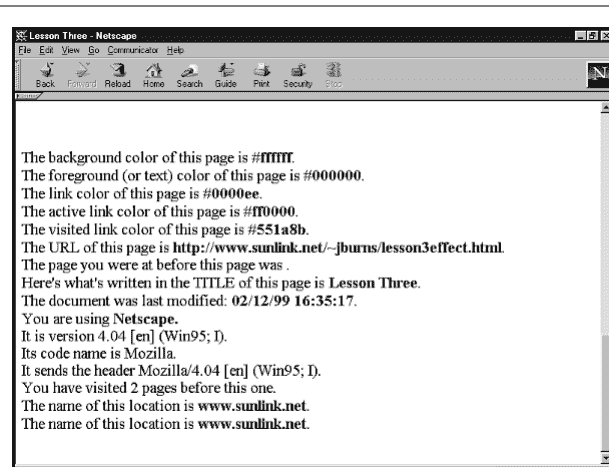 Lesson Three - Netscape
File Edit View Go Communicator Help
Back Forward Reload Home Search Guide Print Security Stop
N
The background color of this page is #ffffff.
The foreground (or text) color of this page is #000000.
The link color of this page is #0000ee.
The active link color of this page is #ff0000.
The visited link color of this page is #551a8b.
The URL of this page is http://www.sunlink.net/~jburns/lesson3effect.html.
The page you were at before this page was .
Here's what's written in the TITLE of this page is Lesson Three.
The document was last modified: 02/12/99 16:35:17.
You are using Netscape.
It is version 4.04 [en] (Win95; I).
Its code name is Mozilla.
It sends the header Mozilla/4.04 [en] (Win95; I).
You have visited 2 pages before this one.
The name of this location is www.sunlink.net.
The name of this location is www.sunlink.net.